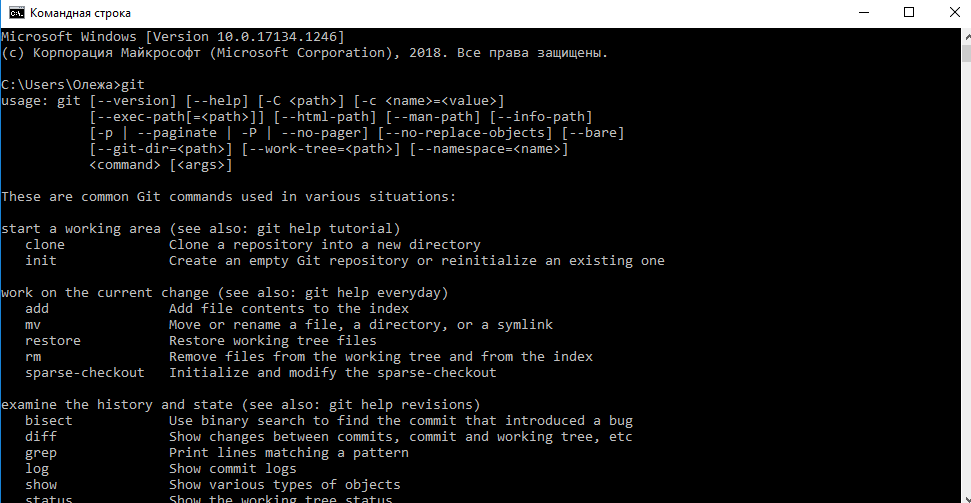 Командная строка
Microsoft Windows [Version 10.0.17134.1246]
(c) Корпорация Майкрософт (Microsoft Corporation), 2018. Все права защищены.
C:\Users\Олежа>git
usage: git [--version] [--help] [-C <path>] [-c <name>=<value>]
           [--exec-path[=<path>]] [--html-path] [--man-path] [--info-path]
           [-p | --paginate | -P | --no-pager] [--no-replace-objects] [--bare]
           [--git-dir=<path>] [--work-tree=<path>] [--namespace=<name>]
           <command> [<args>]
These are common Git commands used in various situations:
start a working area (see also: git help tutorial)
   clone             Clone a repository into a new directory
   init              Create an empty Git repository or reinitialize an existing one
work on the current change (see also: git help everyday)
   add               Add file contents to the index
   mv                Move or rename a file, a directory, or a symlink
   restore           Restore working tree files
   rm                Remove files from the working tree and from the index
   sparse-checkout   Initialize and modify the sparse-checkout
examine the history and state (see also: git help revisions)
   bisect            Use binary search to find the commit that introduced a bug
   diff              Show changes between commits, commit and working tree, etc
   grep              Print lines matching a pattern
   log               Show commit logs
   show              Show various types of objects
   status            Show the working tree status